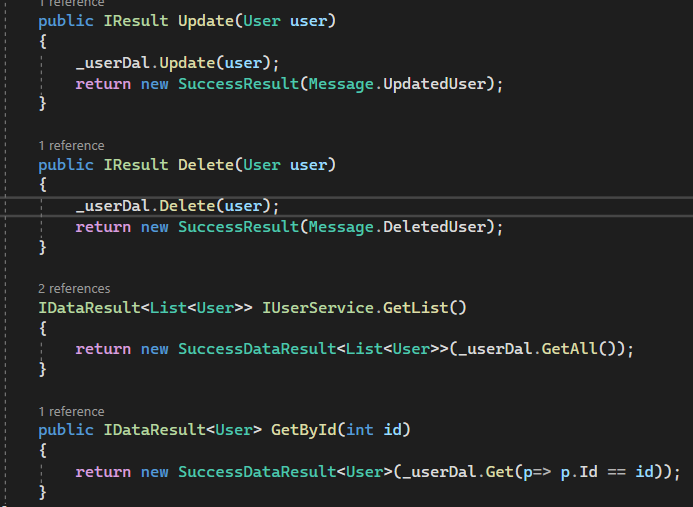 1 reference
public IResult Update(User user)
{
_userDal.Update(user);
return new SuccessResult(Message.UpdatedUser);
}
1 reference
public IResult Delete(User user)
{
_userDal.Delete(user);
return new SuccessResult(Message.DeletedUser);
}
2 references
IDataResult<List<User>> IUserService.GetList()
{
return new SuccessDataResult<List<User>>(_userDal.GetAll());
}
1 reference
public IDataResult<User> GetById(int id)
{
return new SuccessDataResult<User>(_userDal.Get(p=> p.Id == id));
}